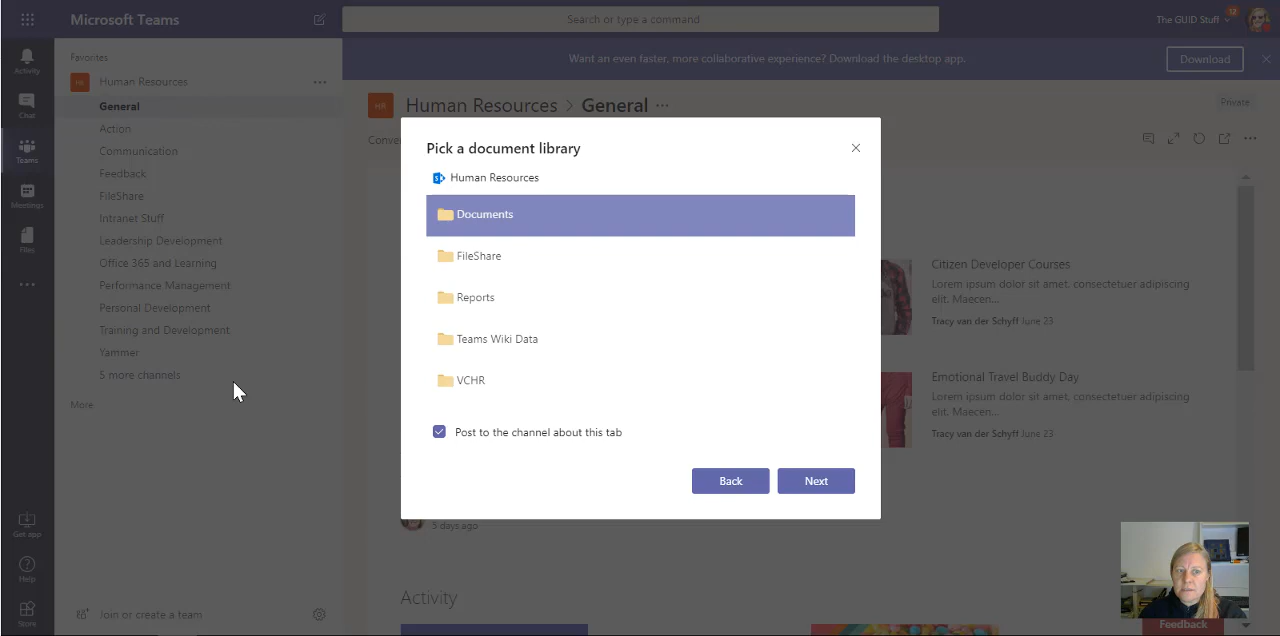 Microsoft Teams
Search or type a command
The GUID Stuff
12
Activity
Chat
Teams
Meetings
Files
Get app
Help
Store
Favorites
HR
Human Resources
General
Action
Communication
Feedback
FileShare
Intranet Stuff
Leadership Development
Office 365 and Learning
Performance Management
Personal Development
Training and Development
Yammer
5 more channels
More
Join or create a team
Want an even faster, more collaborative experience? Download the desktop app.
Download
HR
Human Resources > General
Private
Conver
Pick a document library
S
Human Resources
Documents
FileShare
Reports
Teams Wiki Data
VCHR
Post to the channel about this tab
Back
Next
Citizen Developer Courses
Lorem ipsum dolor sit amet, consectetuer adipiscing
elit. Maecen...
Tracy van der Schyff June 23
Emotional Travel Buddy Day
Lorem ipsum dolor sit amet, consectetuer adipiscing
elit. Maecen...
Tracy van der Schyff June 23
5 days ago
Activity
Feedback